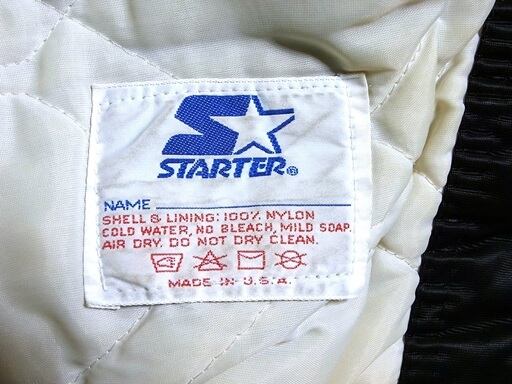 STARTER®
NAME
SHELL & LINING: 100% NYLON
COLD WATER, NO BLEACH, MILD SOAP.
AIR DRY. DO NOT DRY CLEAN.
MADE IN U.S.A.